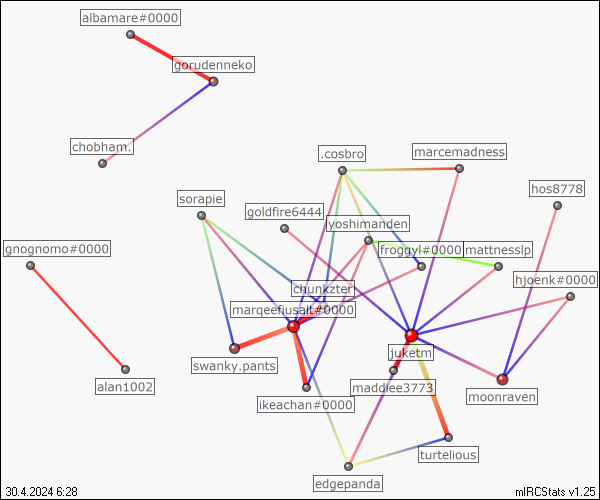 albamare#0000
gorudenneko
chobham.
.cosbro
marcemadness
hos8778
sorapie
goldfire6444
yoshimanden
gnognomo#0000
froggyl#0000
mattnesslp
hjoenk#0000
chunkzter
marqeefusalt#0000
juketm
swanky.pants
alan1002
maddiee3773
moonraven
ikeachan#0000
turtelious
edgepanda
30.4.2024 6:28
mIRCStats v1.25